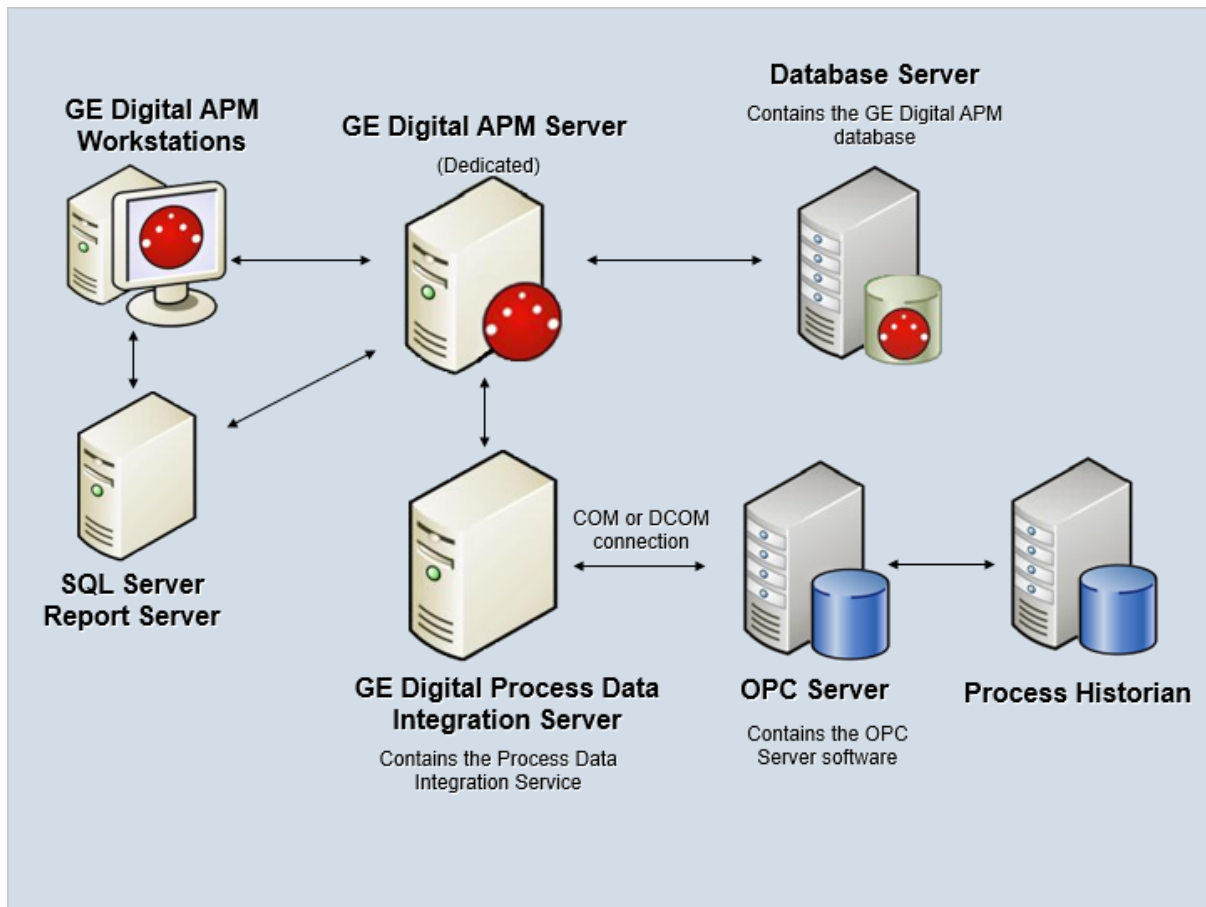 GE Digital APM
Workstations
GE Digital APM Server
(Dedicated)
Database Server
Contains the GE Digital APM
database
SQL Server
Report Server
COM or DCOM
connection
GE Digital Process Data
Integration Server
Contains the Process Data
Integration Service
OPC Server
Contains the OPC
Server software
Process Historian